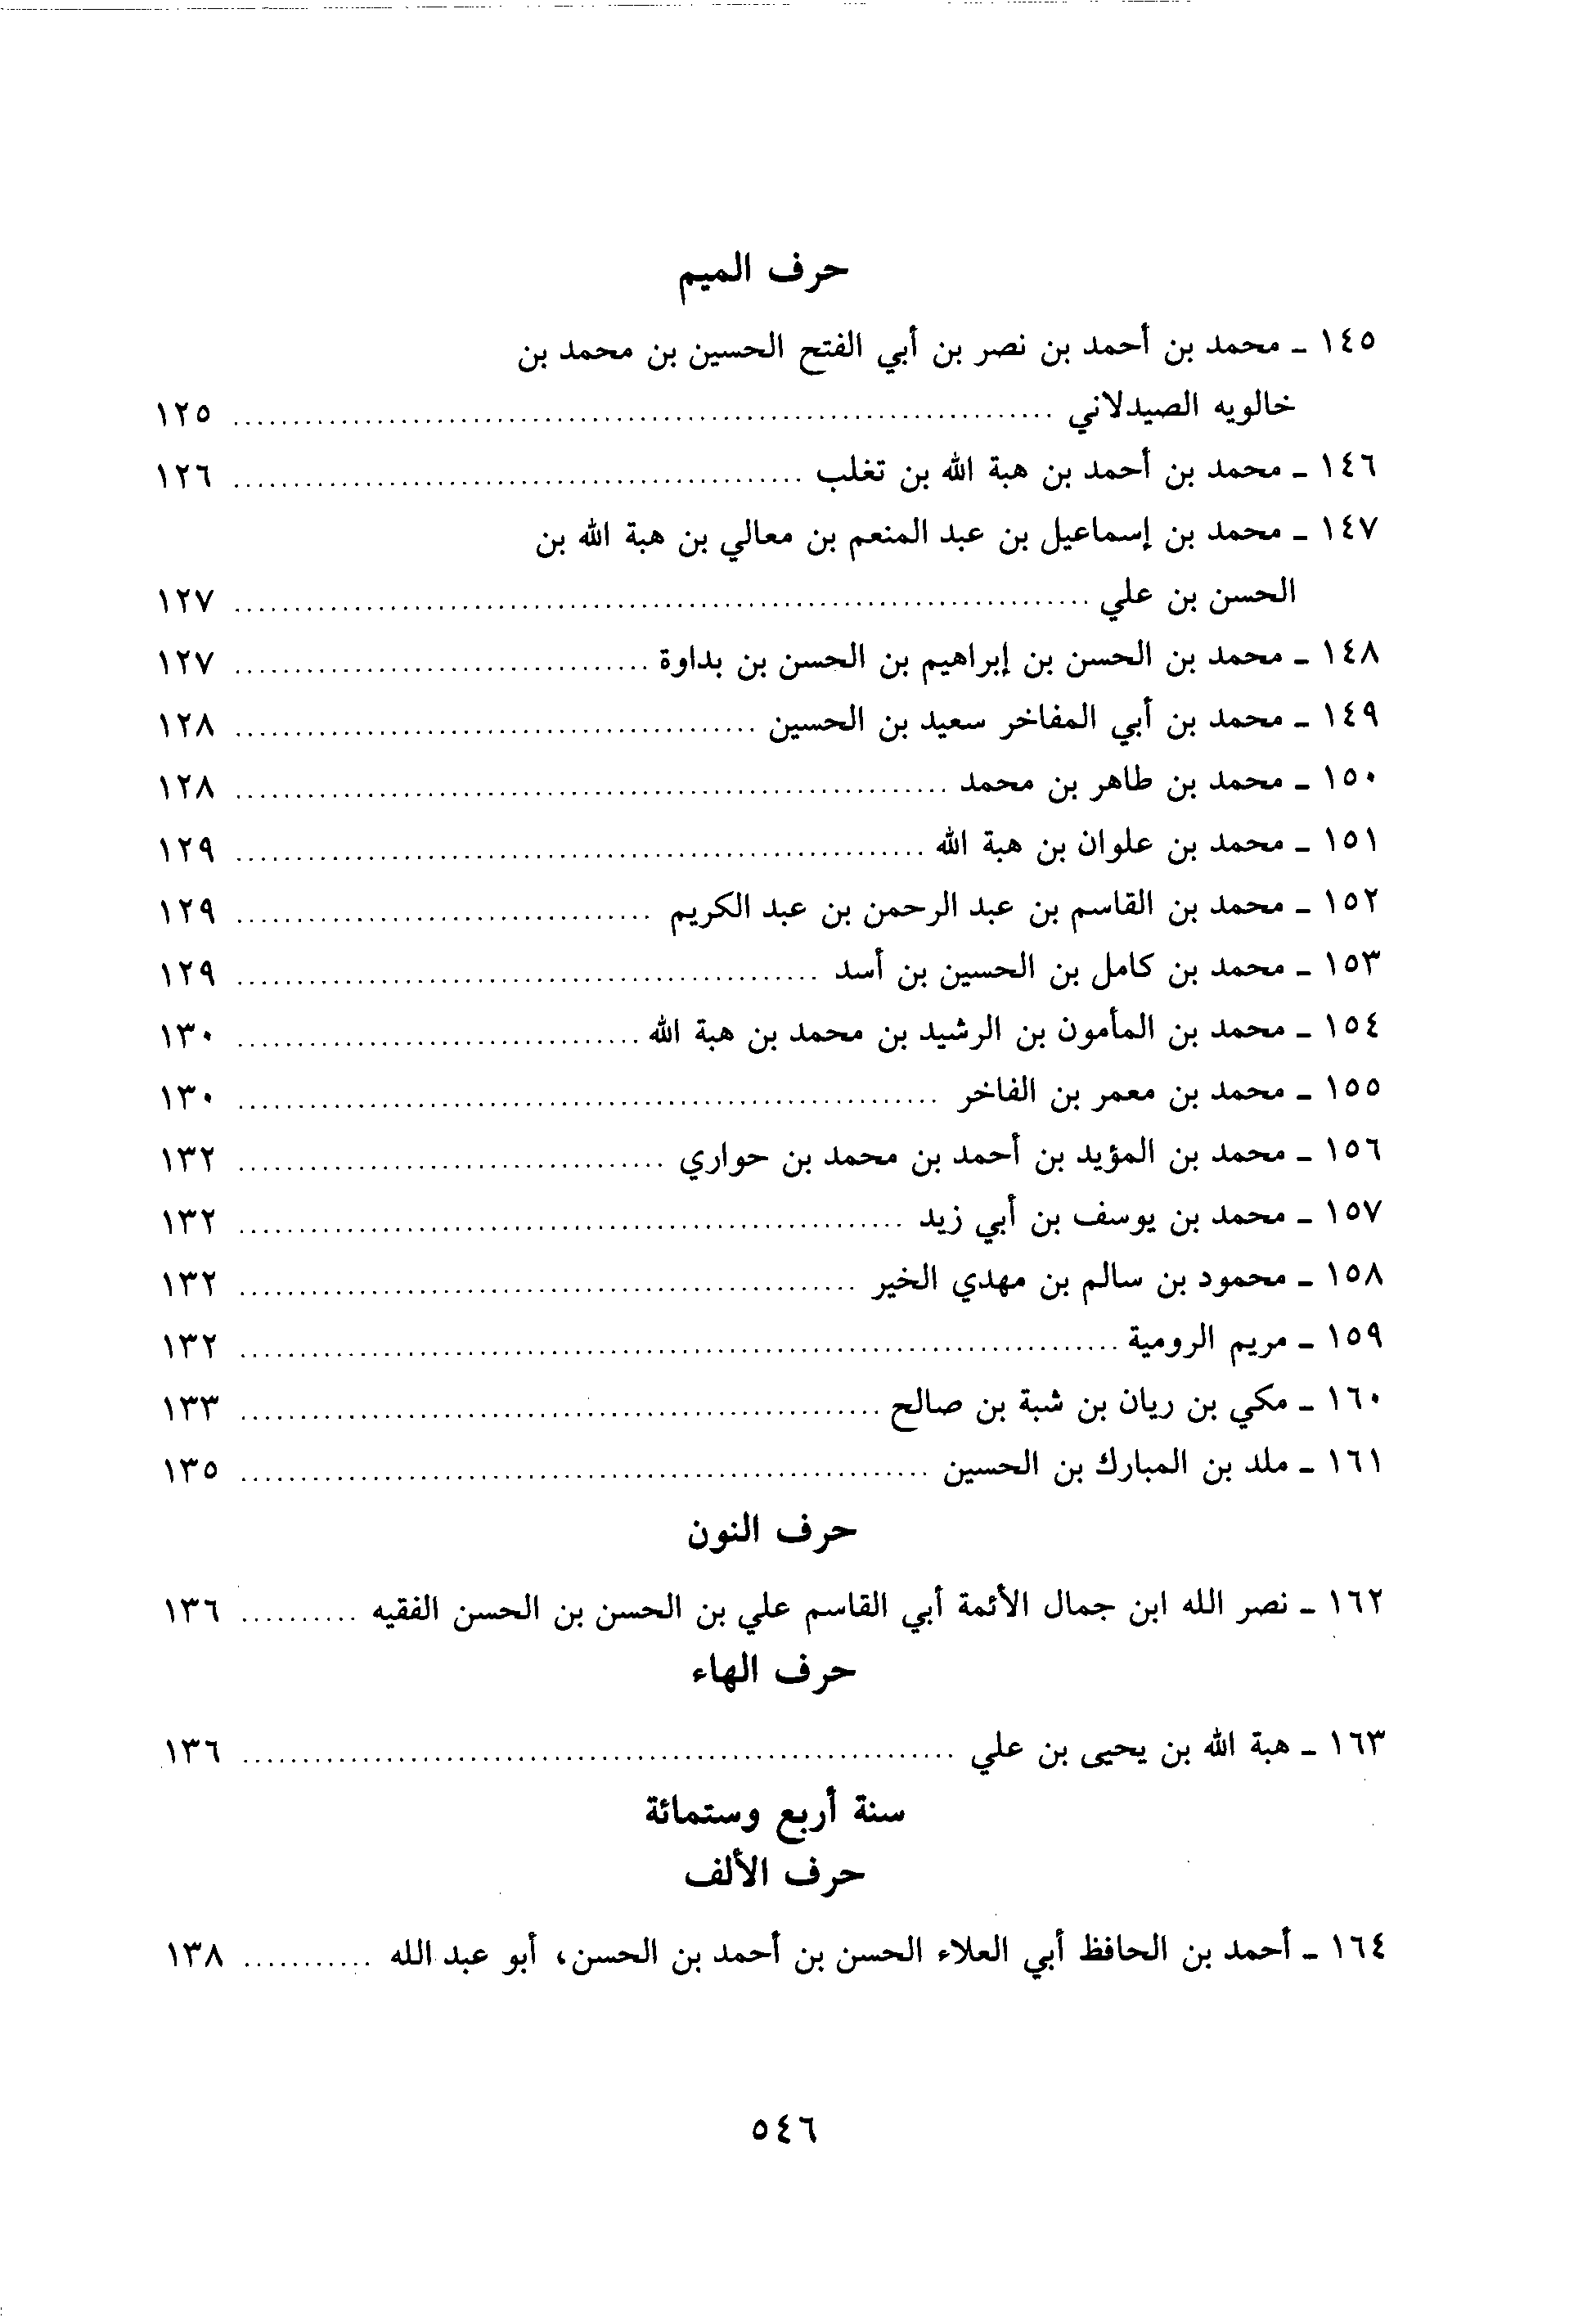 حرف الميم
١٤٥ ـ محمد بن أحمد بن نصر بن أبي الفتح الحسين بن محمد بن
خالويه الصيدلاني ........................ ١٢٥
١٤٦ ـ محمد بن أحمد بن هبة الله بن تغلب ........................ ١٢٦
١٤٧ ـ محمد بن إسماعيل بن عبد المنعم بن معالي بن هبة الله بن
الحسن بن علي ........................ ١٢٧
١٤٨ ـ محمد بن الحسن بن إبراهيم بن الحسن بن بداوة ........................ ١٢٧
١٤٩ ـ محمد بن أبي المفاخر سعيد بن الحسين ........................ ١٢٨
١٥٠ ـ محمد بن طاهر بن محمد ........................ ١٢٨
١٥١ ـ محمد بن علوان بن هبة الله ........................ ١٢٩
١٥٢ ـ محمد بن القاسم بن عبد الرحمن بن عبد الكريم ........................ ١٢٩
١٥٣ ـ محمد بن كامل بن الحسين بن أسد ........................ ١٢٩
١٥٤ ـ محمد بن المأمون بن الرشيد بن محمد بن هبة الله ........................ ١٣٠
١٥٥ ـ محمد بن معمر بن الفاخر ........................ ١٣٠
١٥٦ ـ محمد بن المؤيد بن أحمد بن محمد بن حواري ........................ ١٣٢
١٥٧ ـ محمد بن يوسف بن أبي زيد ........................ ١٣٢
١٥٨ ـ محمود بن سالم بن مهدي الخير ........................ ١٣٢
١٥٩ ـ مريم الرومية ........................ ١٣٢
١٦٠ ـ مكي بن ريان بن شبة بن صالح ........................ ١٣٣
١٦١ ـ ملد بن المبارك بن الحسين ........................ ١٣٥
حرف النون
١٦٢ ـ نصر الله ابن جمال الأئمة أبي القاسم علي بن الحسن بن الحسن الفقيه .......... ١٣٦
حرف الهاء
١٦٣ ـ هبة الله بن يحيى بن علي ........................ ١٣٦
سنة أربع وستمائة
حرف الألف
١٦٤ ـ أحمد بن الحافظ أبي العلاء الحسن بن أحمد بن الحسن، أبو عبد الله ........... ١٣٨
٥٤٦